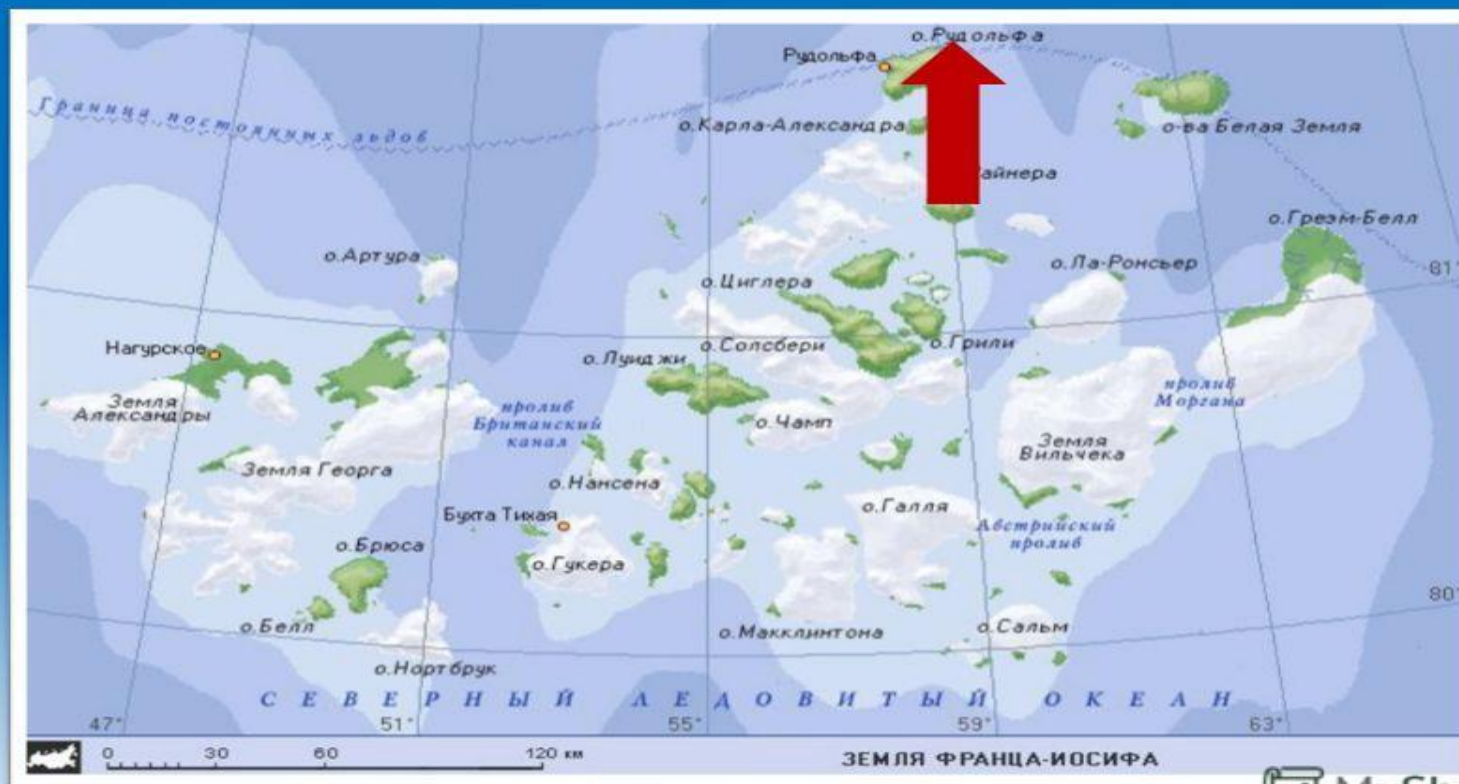 о.Рудольфа
Рудольфа
Граница постоянных льдов
о.Карла-Александра
о-ва Белая Земля
айнера
о.Грэм-Белл
о.Артура
о.Ла-Ронсьер
81°
о.Циглера
Нагурское
о.Солсбери
о.Грили
о.Луиджи
пролив
Моргана
Земля
Александры
пролив
Британский
канал
о.Чамп
Земля
Вильчека
Земля Георга
о.Нансена
о.Галля
Бухта Тихая
Австрийский
пролив
о.Брюса
о.Гукера
80°
о.Белл
о.Макклинтона
о.Сальм
о.Нортбрук
СЕВЕРНЫЙ ЛЕДОВИТЫЙ ОКЕАН
47° 51° 55° 59° 63°
0 30 60 120 км
ЗЕМЛЯ ФРАНЦА-ИОСИФА